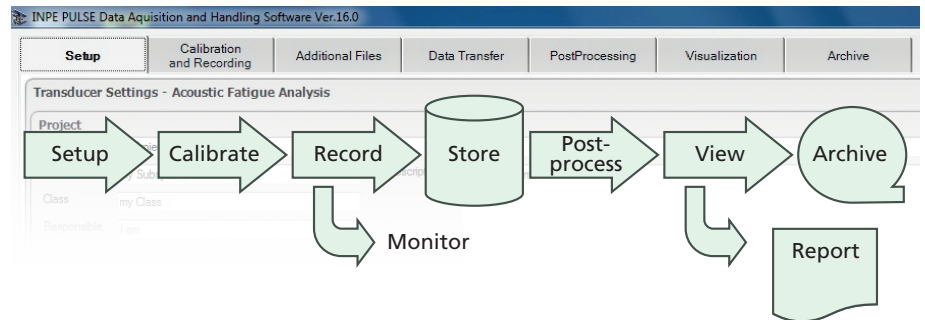 INPE PULSE Data Aquisition and Handling Software Ver.16.0
Setup
Calibration
and Recording
Additional Files
Data Transfer
PostProcessing
Visualization
Archive
Transducer Settings - Acoustic Fatigue Analysis
Project
Setup
Calibrate
Record
Store
Post-
process
View
Archive
Class
my Class
Responsible
I am
Monitor
Report